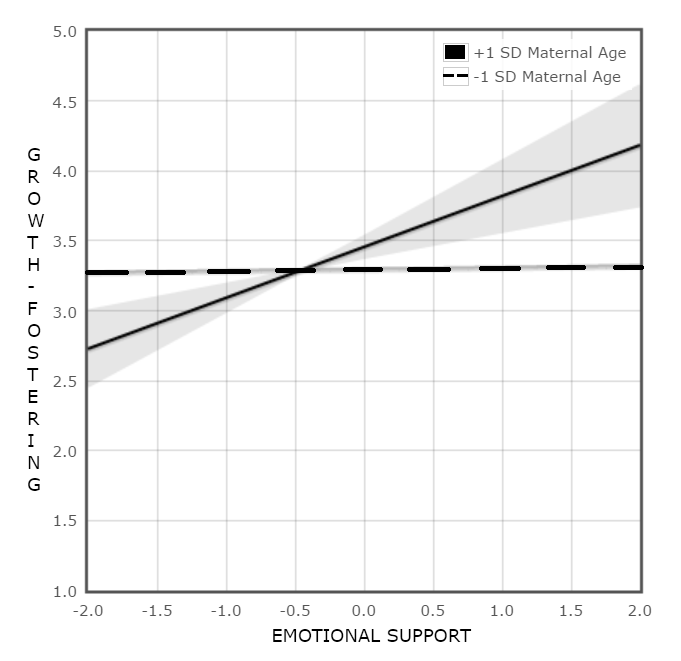 5.0
+1 SD Maternal Age
-1 SD Maternal Age
4.5
4.0
3.5
3.0
2.5
2.0
1.5
1.0
GROWTH-FOSTERING
-2.0 -1.5 -1.0 -0.5 0.0 0.5 1.0 1.5 2.0
EMOTIONAL SUPPORT